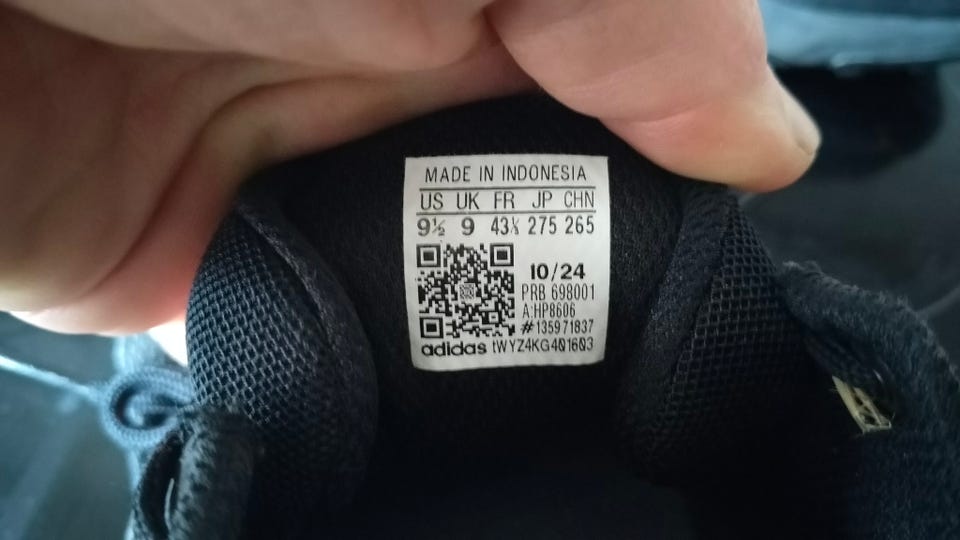 MADE IN INDONESIA
US UK FR JP CHN
9½ 9 43⅓ 275 265
10/24
PRB 698001
A:HP8606
#135971837
adidas tWYZ4KG401603